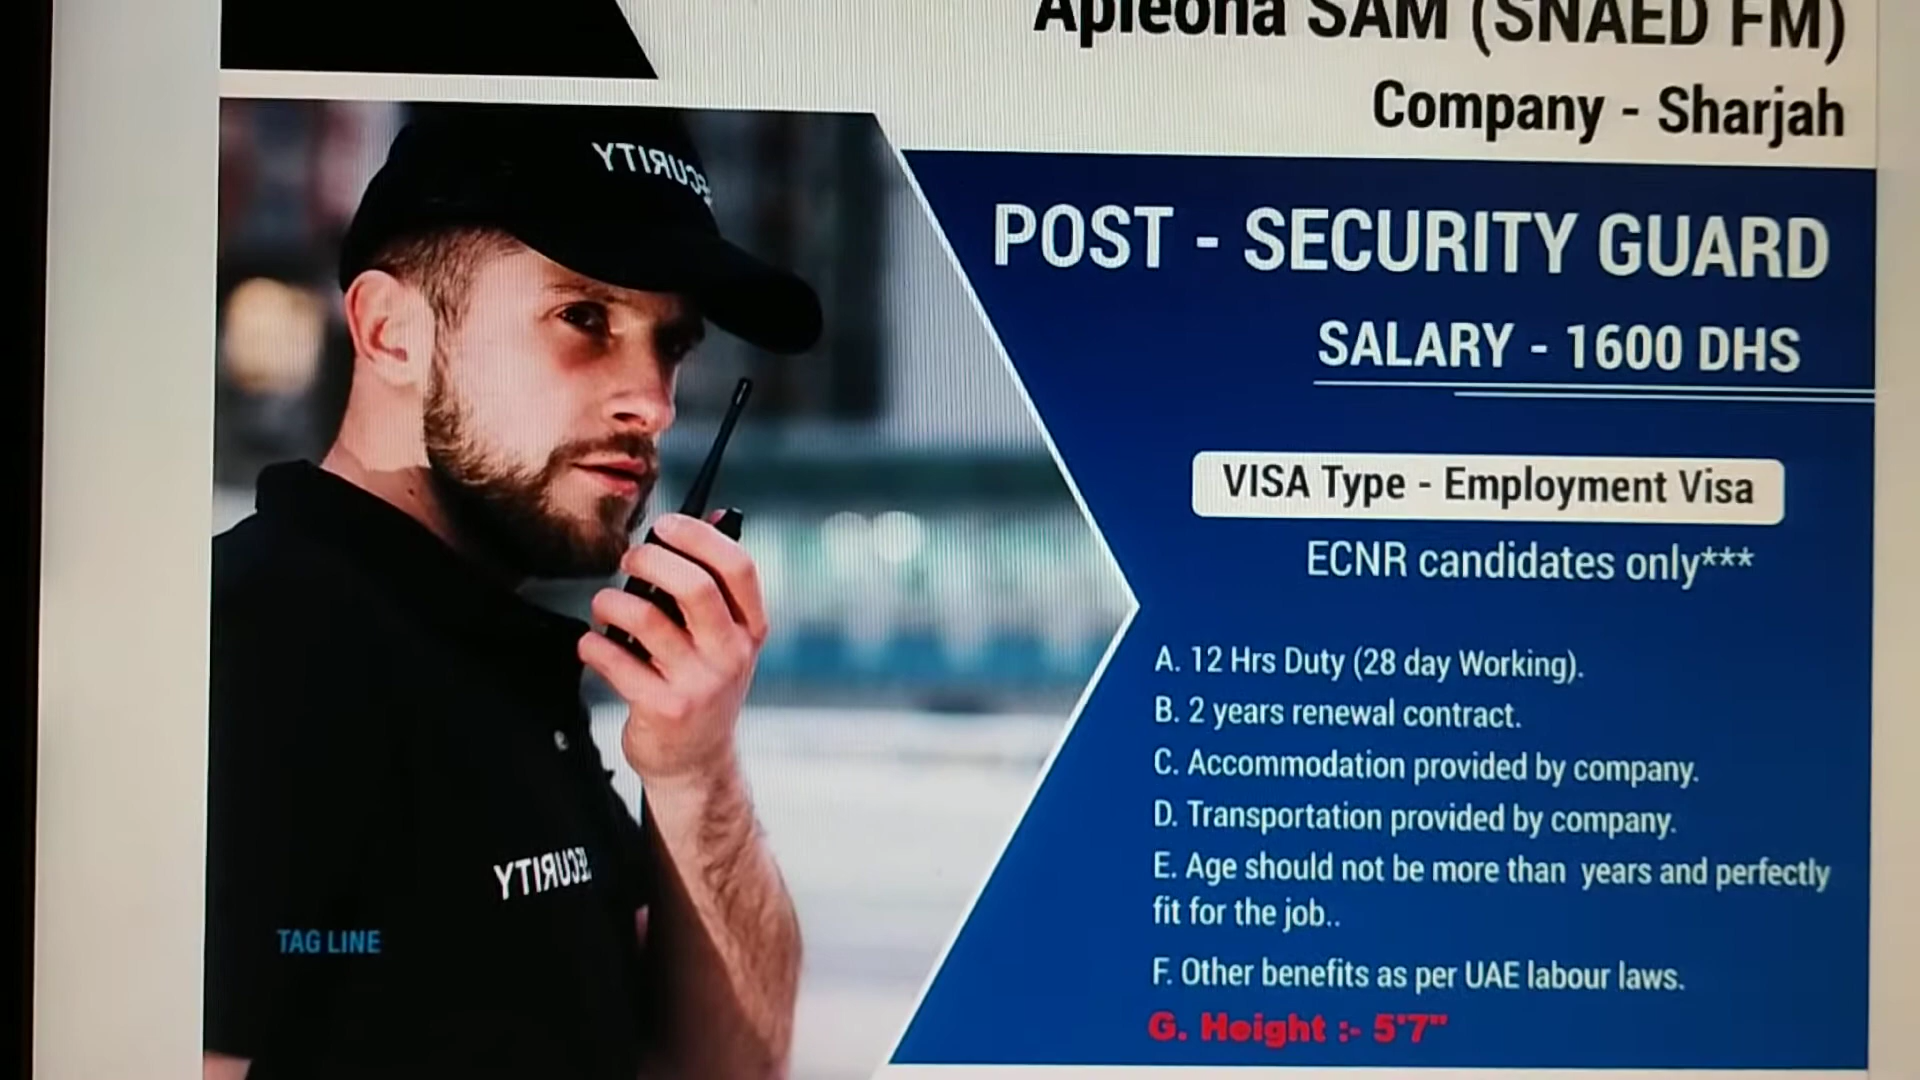 Apleona SAM (SNAED FM)
Company - Sharjah
SECURITY
POST - SECURITY GUARD
SALARY - 1600 DHS
VISA Type - Employment Visa
ECNR candidates only***
A. 12 Hrs Duty (28 day Working).
B. 2 years renewal contract.
C. Accommodation provided by company.
D. Transportation provided by company.
E. Age should not be more than  years and perfectly
fit for the job..
F. Other benefits as per UAE labour laws.
G. Height :- 5'7"
SECURITY
TAG LINE